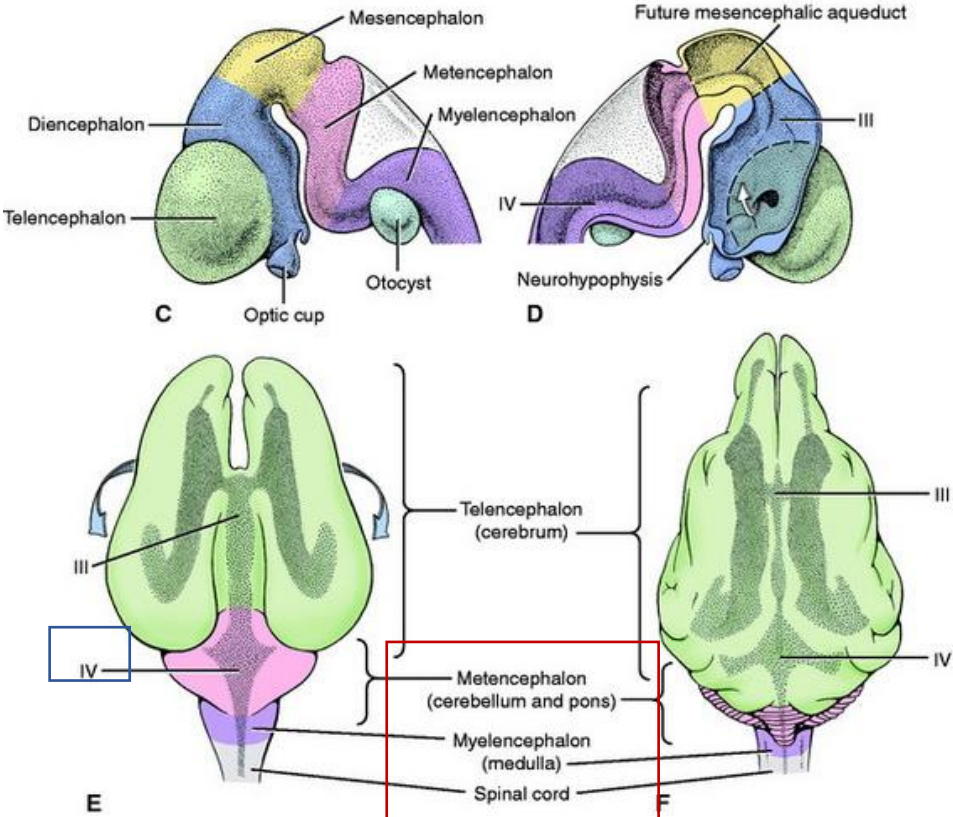 Mesencephalon
Metencephalon
Myelencephalon
Diencephalon
Telencephalon
Otocyst
Optic cup
C
Future mesencephalic aqueduct
III
IV
Neurohypophysis
D
Telencephalon
(cerebrum)
III
IV
Metencephalon
(cerebellum and pons)
Myelencephalon
(medulla)
Spinal cord
E
III
IV
F